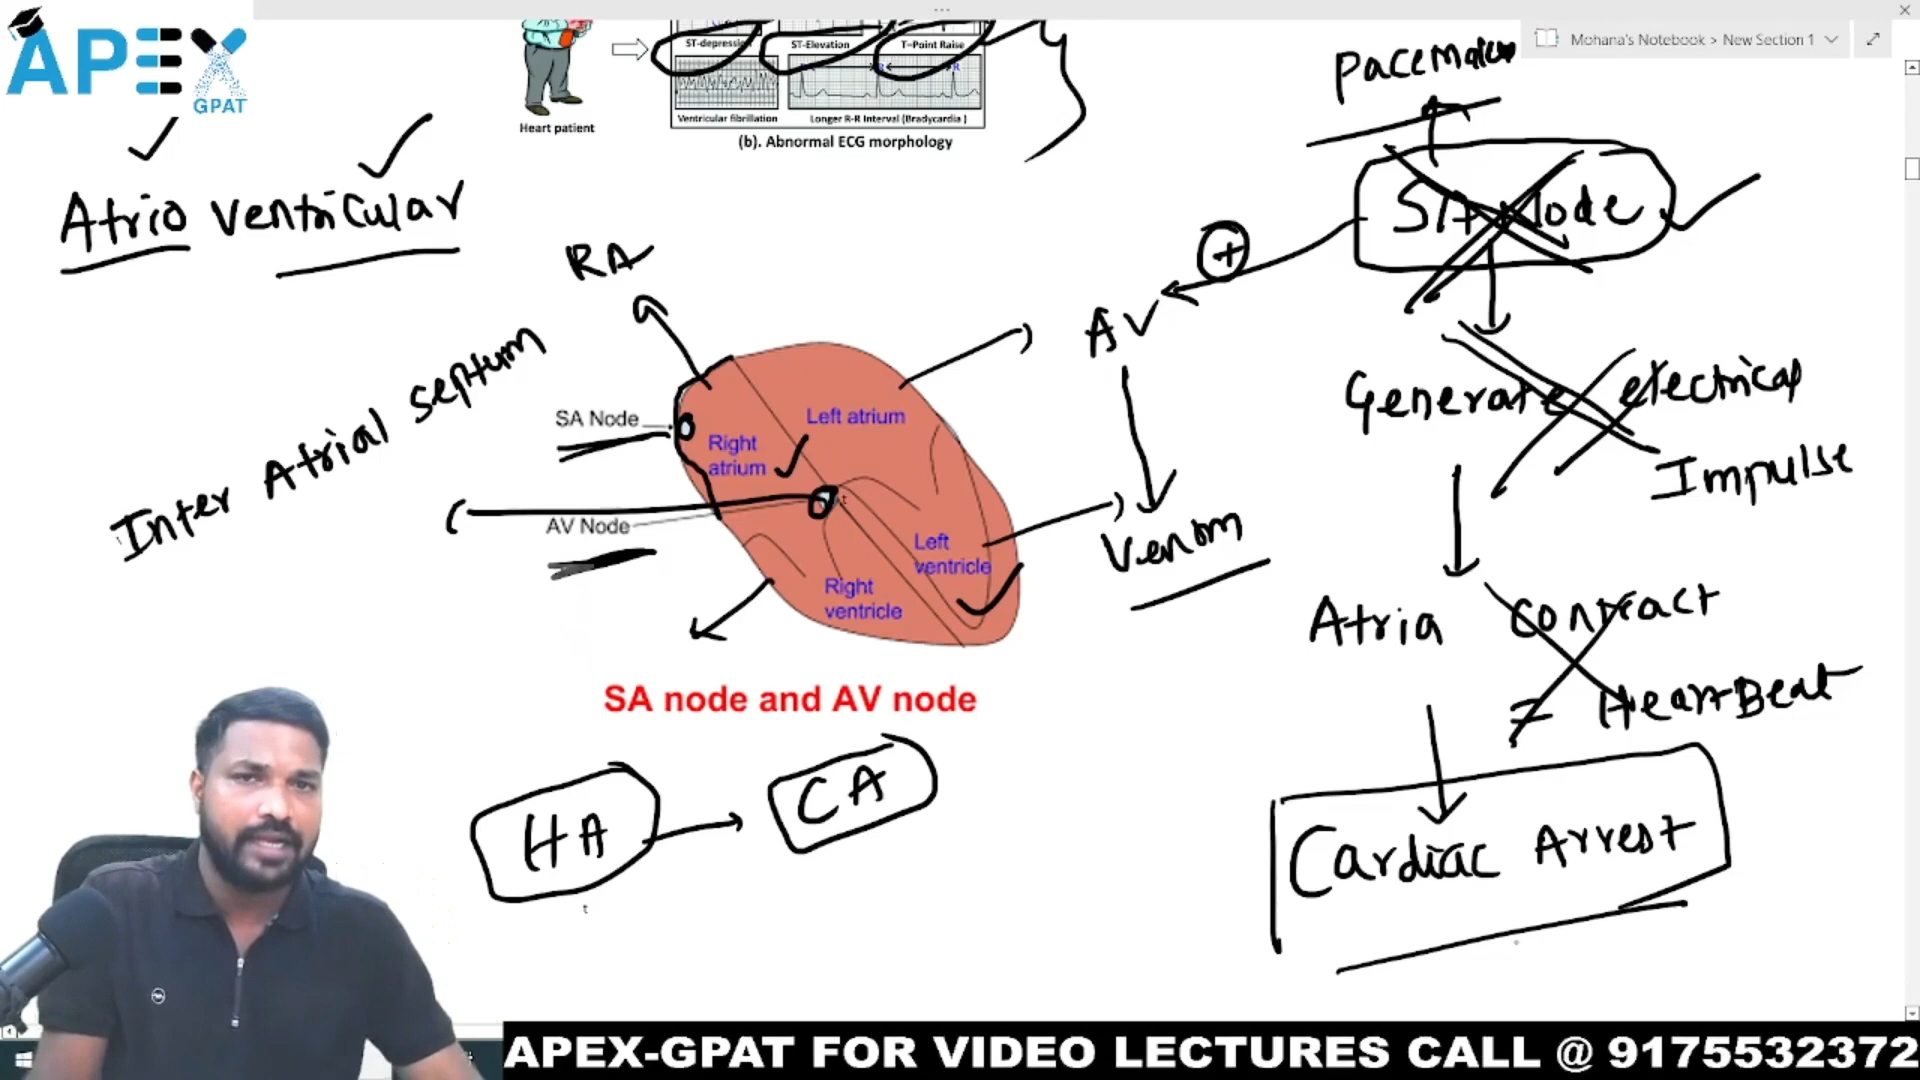 APEX
GPAT
ST-depression
ST-Elevation
T-Point Raise
R
R
Ventricular fibrillation
Longer R-R Interval (Bradycardia )
Heart patient
(b). Abnormal ECG morphology
Mohana's Notebook > New Section 1
Pacemaker
Atrio ventricular
SA Node
+
RA
AV
Inter Atrial septum
SA Node
Left atrium
Right
atrium
AV Node
Left
ventricle
Right
ventricle
Generate electrical
Impulse
Venom
Atria Contract
= HeartBeat
SA node and AV node
HA
CA
Cardiac Arrest
APEX-GPAT FOR VIDEO LECTURES CALL @ 9175532372